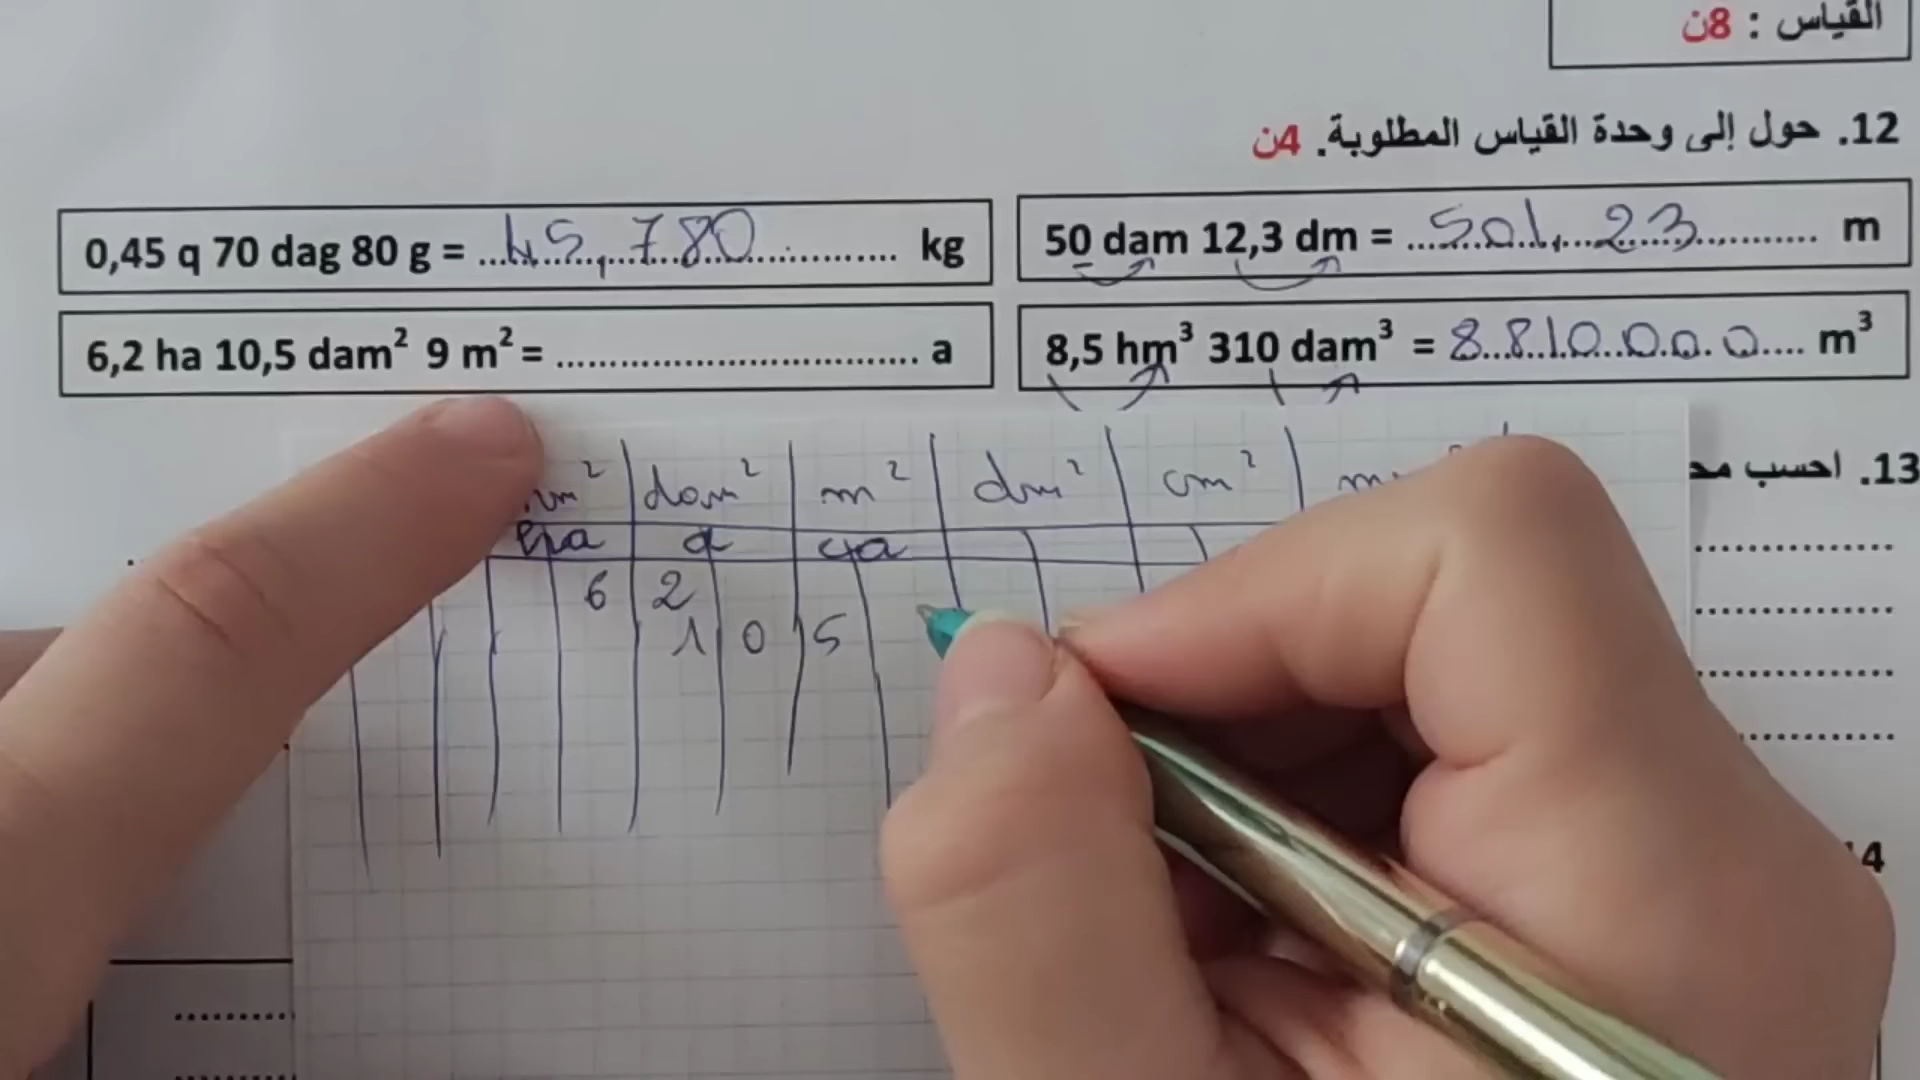 القياس : 8ن
12. حول إلى وحدة القياس المطلوبة. 4ن
0,45 q 70 dag 80 g = 45,780 kg
50 dam 12,3 dm = 501,23 m
6,2 ha 10,5 dam² 9 m² = .................................. a
8,5 hm³ 310 dam³ = 8810000 m³
13. احسب
dam² m² dm² cm²
ha a ca
6 2
1 0 5